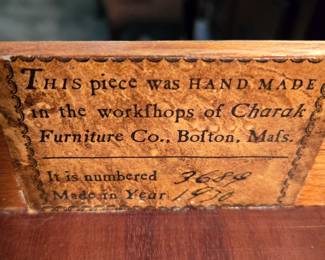 THIS piece was HAND MADE
in the workſhops of Charak
Furniture Co., Boſton, Maſs.
It is numbered
Made in Year